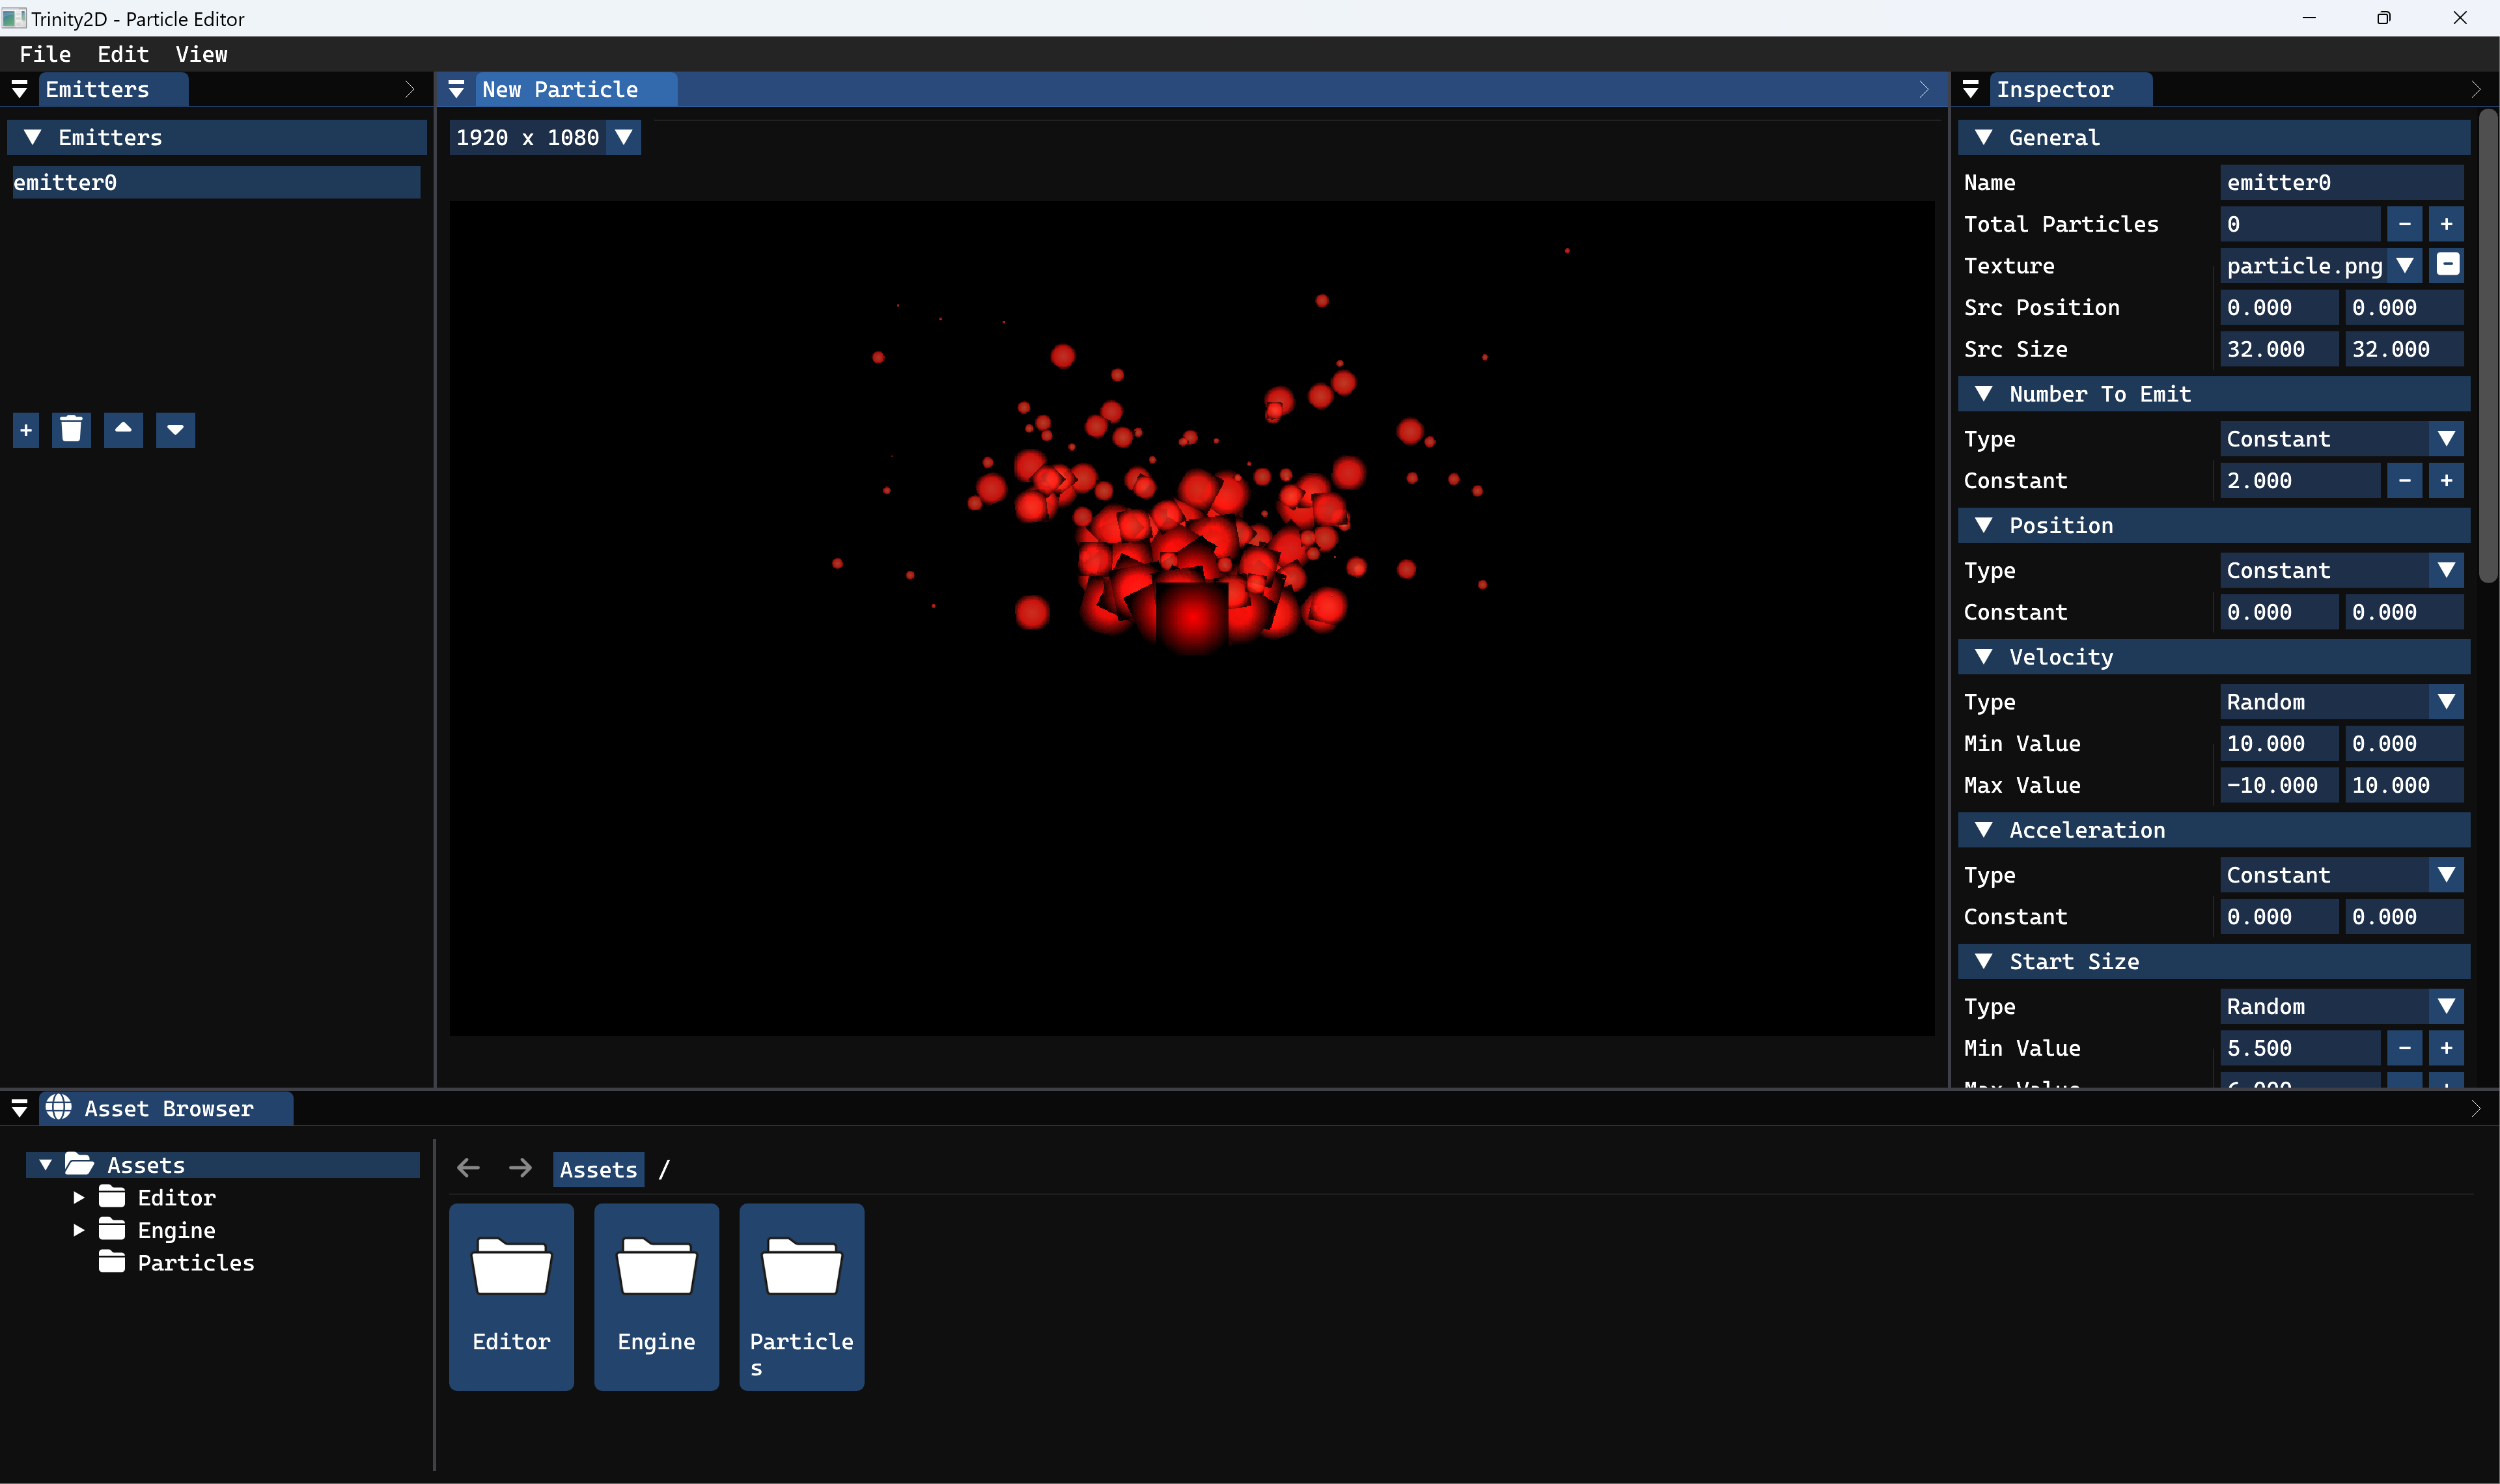 Trinity2D - Particle Editor
File Edit View
Emitters
Emitters
emitter0
+
New Particle
1920 x 1080
Inspector
General
Name emitter0
Total Particles 0 - +
Texture particle.png -
Src Position 0.000 0.000
Src Size 32.000 32.000
Number To Emit
Type Constant
Constant 2.000 - +
Position
Type Constant
Constant 0.000 0.000
Velocity
Type Random
Min Value 10.000 0.000
Max Value -10.000 10.000
Acceleration
Type Constant
Constant 0.000 0.000
Start Size
Type Random
Min Value 5.500 - +
Asset Browser
Assets
Editor
Engine
Particles
Assets /
Editor
Engine
Particle
s